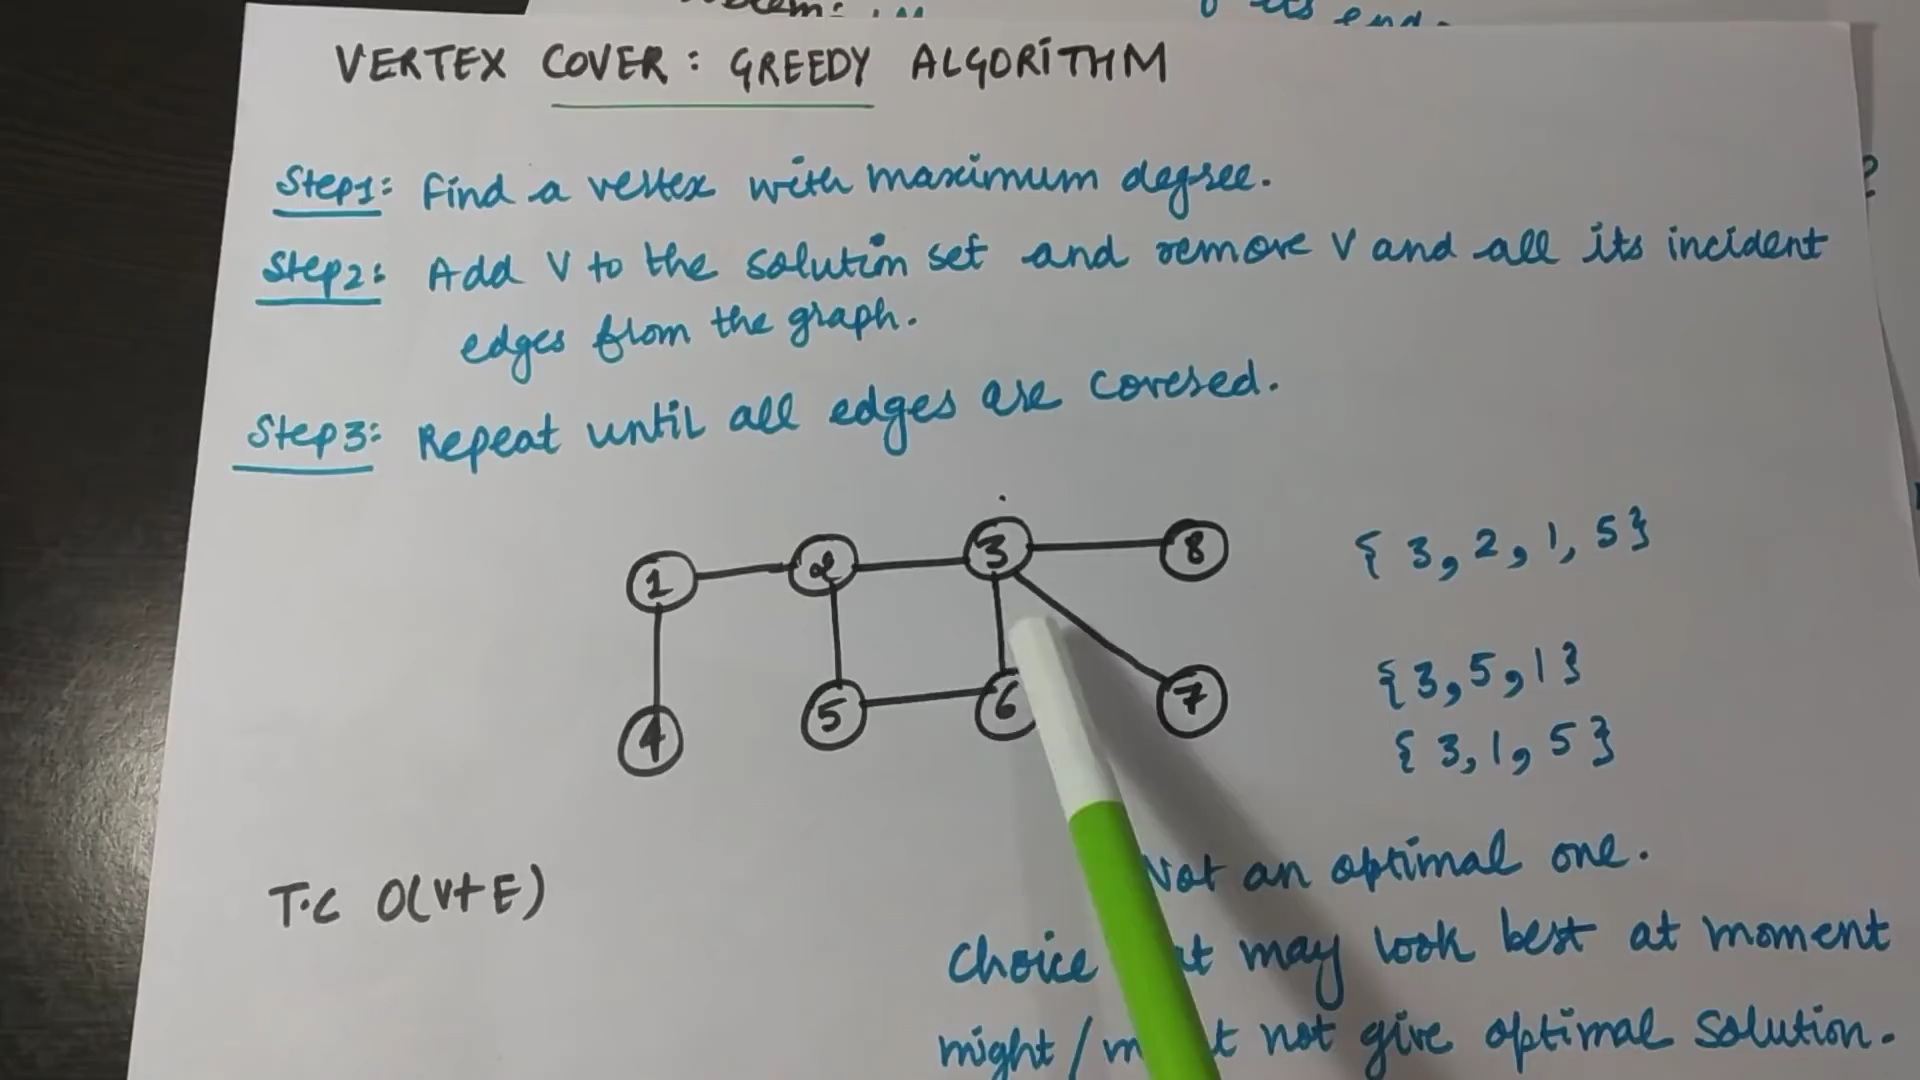 VERTEX COVER: GREEDY ALGORITHM
Step1: Find a vertex with maximum degree.
Step2: Add V to the solution set and remove V and all its incident
edges from the graph.
Step3: Repeat until all edges are covered.
1 2 3 8
4 5 6 7
{ 3, 2, 1, 5}
{3, 5, 1}
{ 3, 1, 5 }
T.C O(V+E)
Not an optimal one.
Choice may look best at moment
might / not give optimal solution.
its end.
?